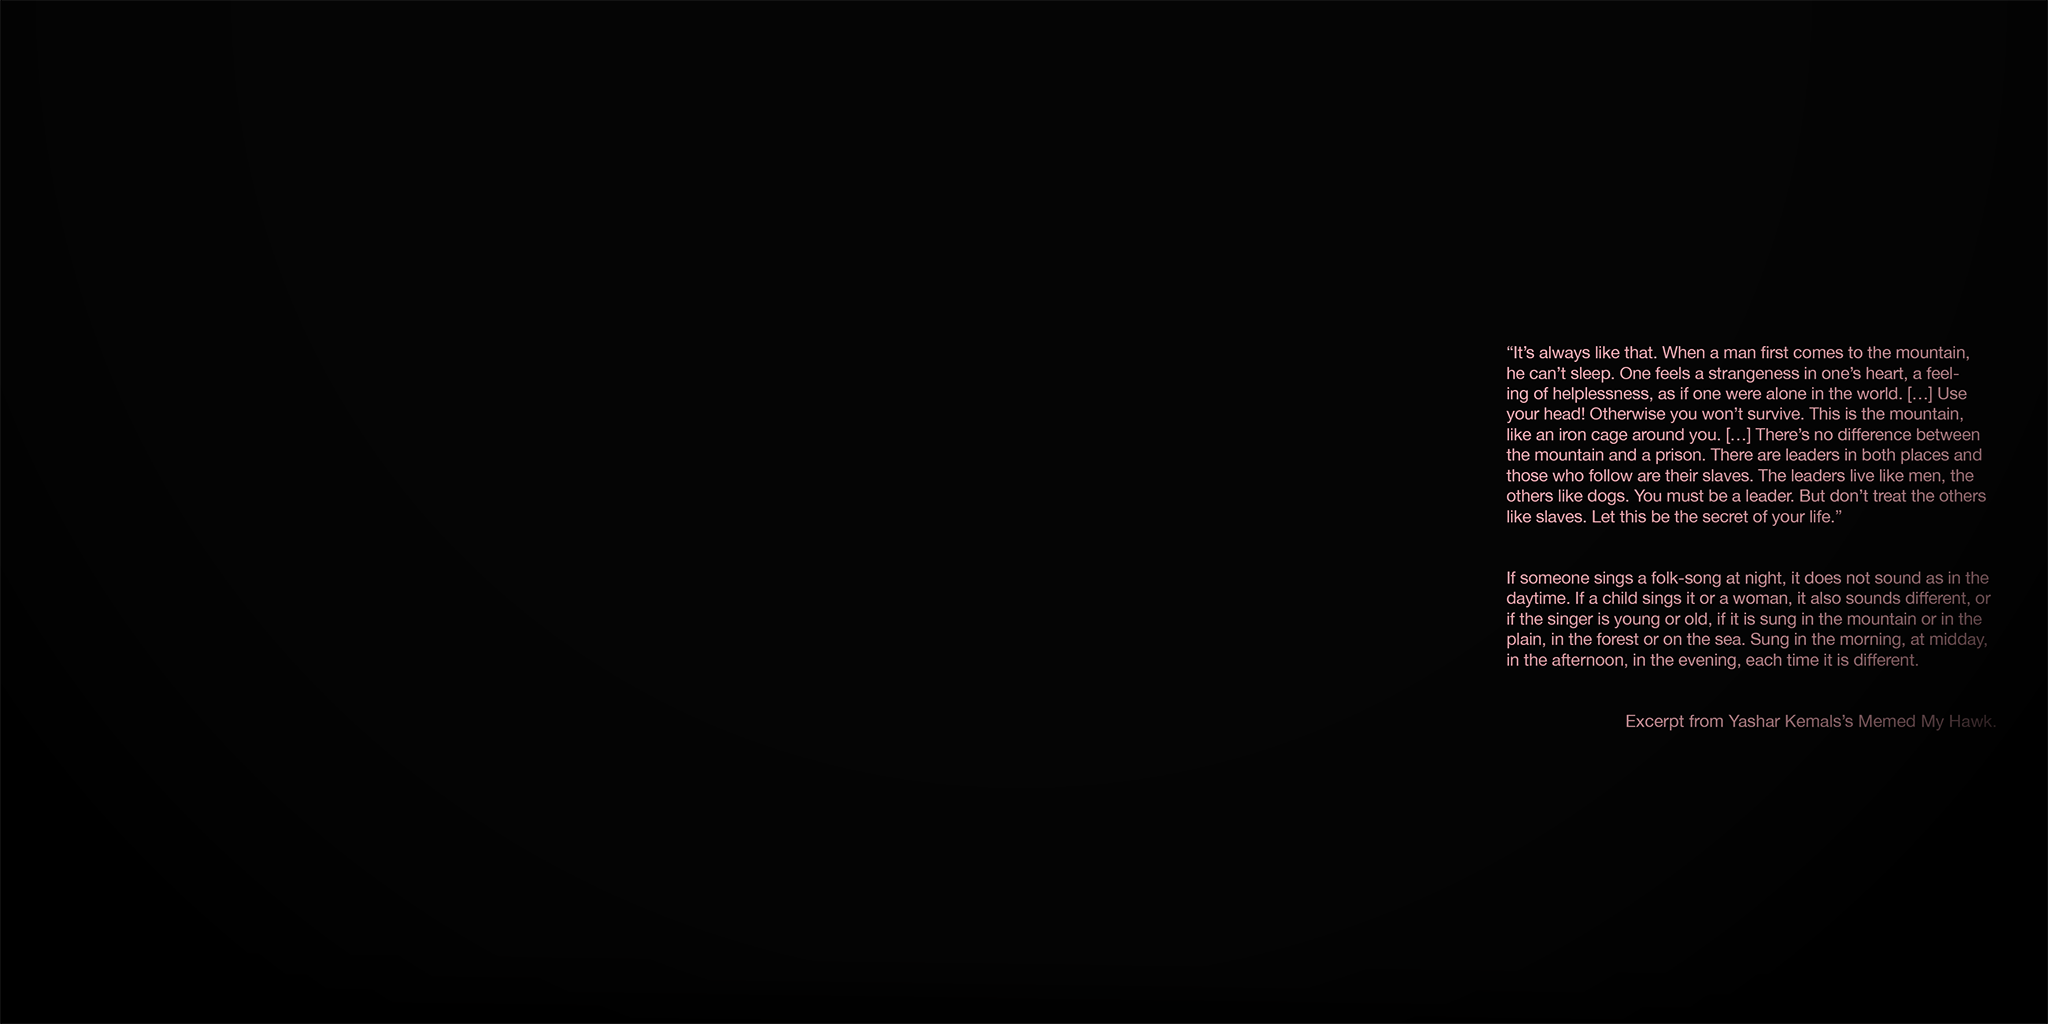 “It’s always like that. When a man first comes to the mountain,
he can’t sleep. One feels a strangeness in one’s heart, a feel-
ing of helplessness, as if one were alone in the world. […] Use
your head! Otherwise you won’t survive. This is the mountain,
like an iron cage around you. […] There’s no difference between
the mountain and a prison. There are leaders in both places and
those who follow are their slaves. The leaders live like men, the
others like dogs. You must be a leader. But don’t treat the others
like slaves. Let this be the secret of your life.”
If someone sings a folk-song at night, it does not sound as in the
daytime. If a child sings it or a woman, it also sounds different, or
if the singer is young or old, if it is sung in the mountain or in the
plain, in the forest or on the sea. Sung in the morning, at midday,
in the afternoon, in the evening, each time it is different.
Excerpt from Yashar Kemals’s Memed My Hawk.